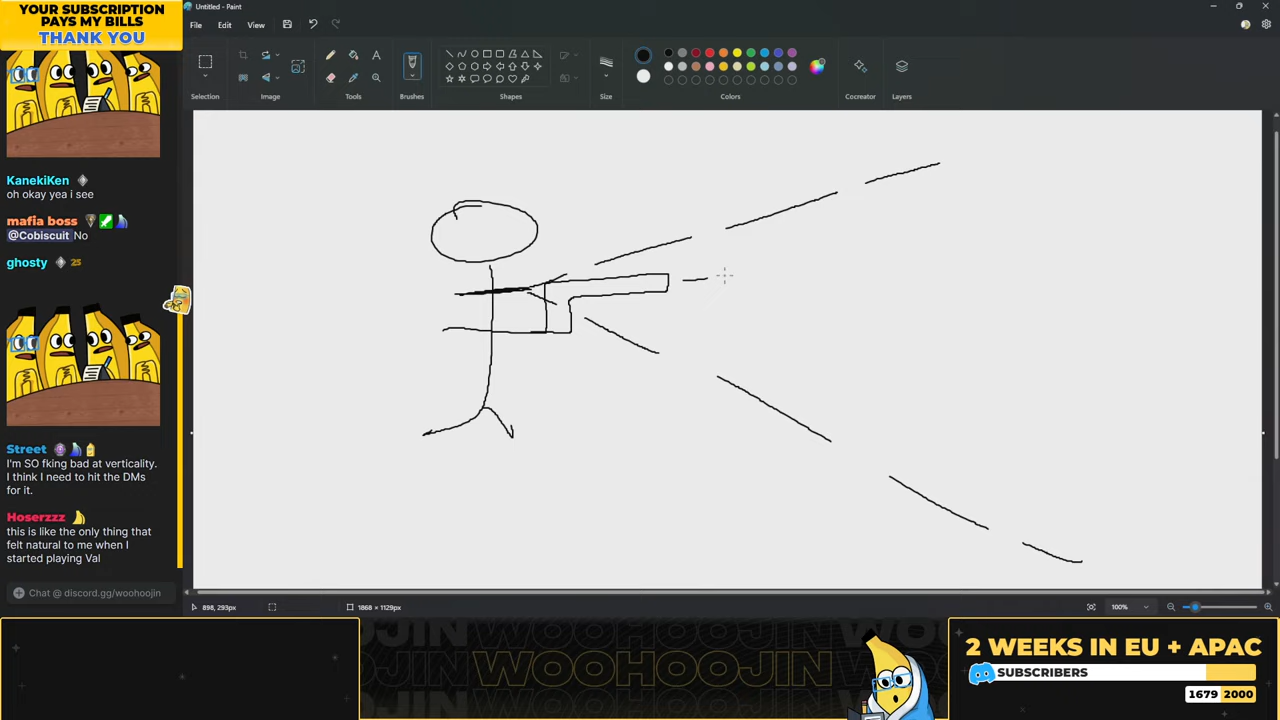 YOUR SUBSCRIPTION
PAYS MY BILLS
THANK YOU
Untitled - Paint
File
Edit
View
KanekiKen
oh okay yea i see
mafia boss
@Cobiscuit No
ghosty 25
Street
I'm SO fking bad at verticality.
I think I need to hit the DMs
for it.
Hoserzzz
this is like the only thing that
felt natural to me when I
started playing Val
Chat @ discord.gg/woohoojin
Selection
Image
Tools
Brushes
Shapes
Size
Colors
Cocreator
Layers
898, 293px
1868 × 1129px
100%
WOOHOOJIN
2 WEEKS IN EU + APAC
SUBSCRIBERS
1679 2000